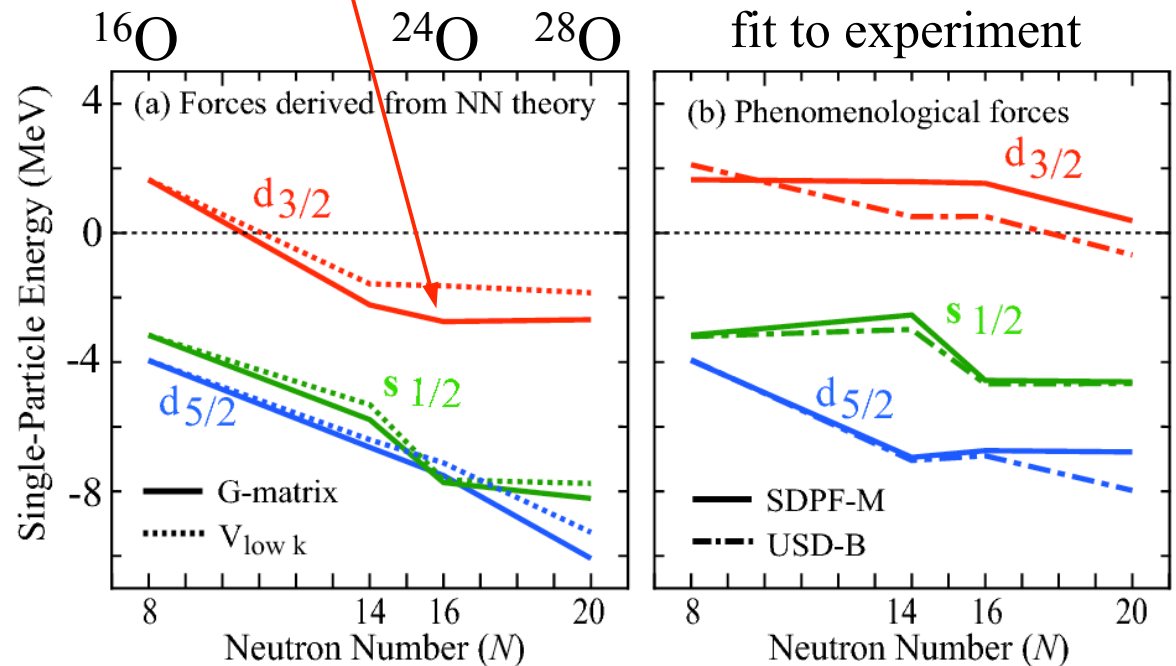 16O 24O 28O fit to experiment
(a) Forces derived from NN theory
(b) Phenomenological forces
Single-Particle Energy (MeV)
4
0
-4
-8
d3/2
s 1/2
d5/2
G-matrix
Vlow k
8 14 16 20
Neutron Number (N)
d3/2
s 1/2
d5/2
SDPF-M
USD-B
8 14 16 20
Neutron Number (N)